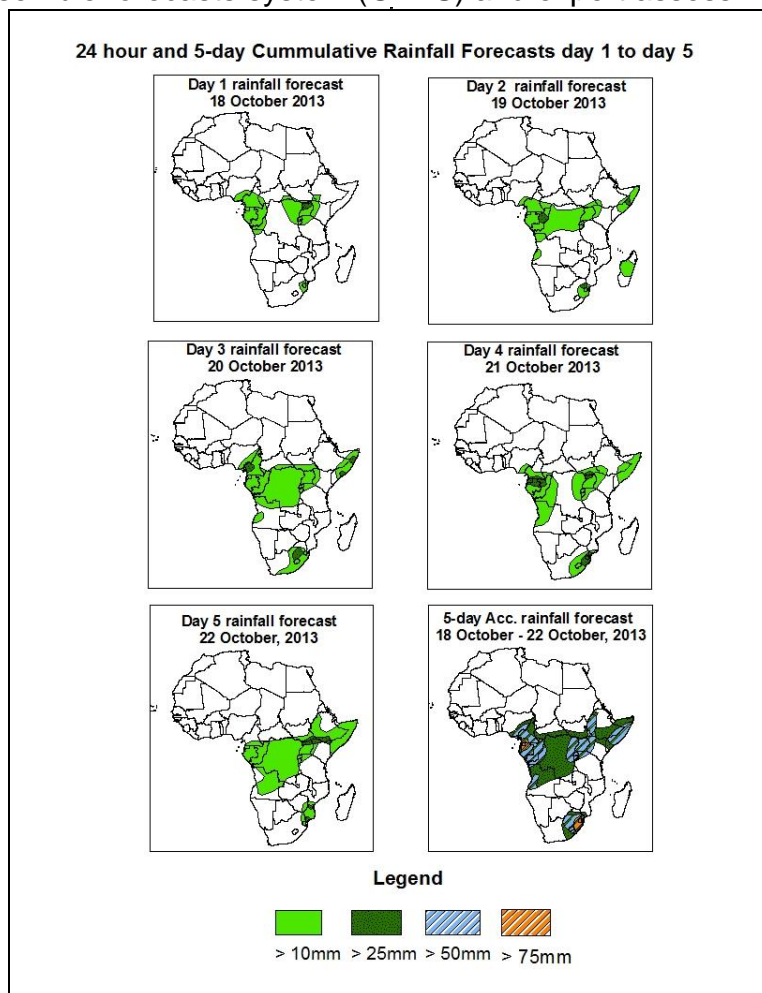 24 hour and 5-day Cummulative Rainfall Forecasts day 1 to day 5
Day 1 rainfall forecast
18 October 2013
Day 2 rainfall forecast
19 October 2013
Day 3 rainfall forecast
20 October 2013
Day 4 rainfall forecast
21 October 2013
Day 5 rainfall forecast
22 October, 2013
5-day Acc. rainfall forecast
18 October - 22 October, 2013
Legend
> 10mm > 25mm > 50mm > 75mm